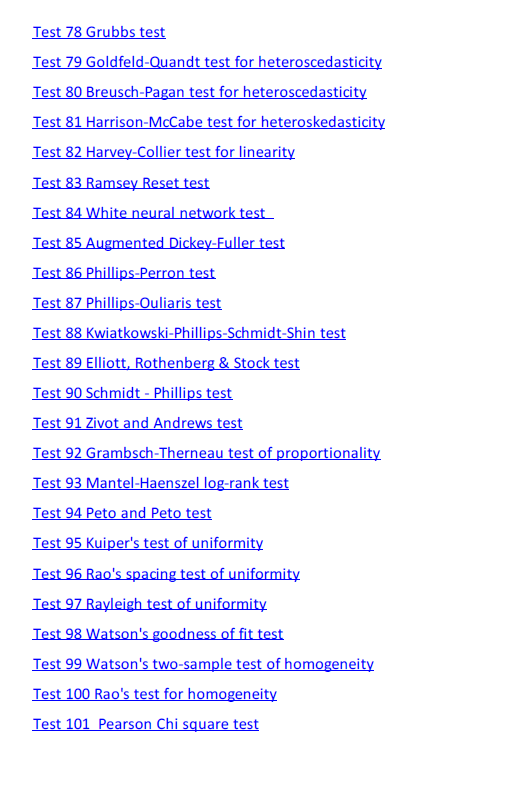 Test 78 Grubbs test
Test 79 Goldfeld-Quandt test for heteroscedasticity
Test 80 Breusch-Pagan test for heteroscedasticity
Test 81 Harrison-McCabe test for heteroskedasticity
Test 82 Harvey-Collier test for linearity
Test 83 Ramsey Reset test
Test 84 White neural network test
Test 85 Augmented Dickey-Fuller test
Test 86 Phillips-Perron test
Test 87 Phillips-Ouliaris test
Test 88 Kwiatkowski-Phillips-Schmidt-Shin test
Test 89 Elliott, Rothenberg & Stock test
Test 90 Schmidt - Phillips test
Test 91 Zivot and Andrews test
Test 92 Grambsch-Therneau test of proportionality
Test 93 Mantel-Haenszel log-rank test
Test 94 Peto and Peto test
Test 95 Kuiper's test of uniformity
Test 96 Rao's spacing test of uniformity
Test 97 Rayleigh test of uniformity
Test 98 Watson's goodness of fit test
Test 99 Watson's two-sample test of homogeneity
Test 100 Rao's test for homogeneity
Test 101  Pearson Chi square test